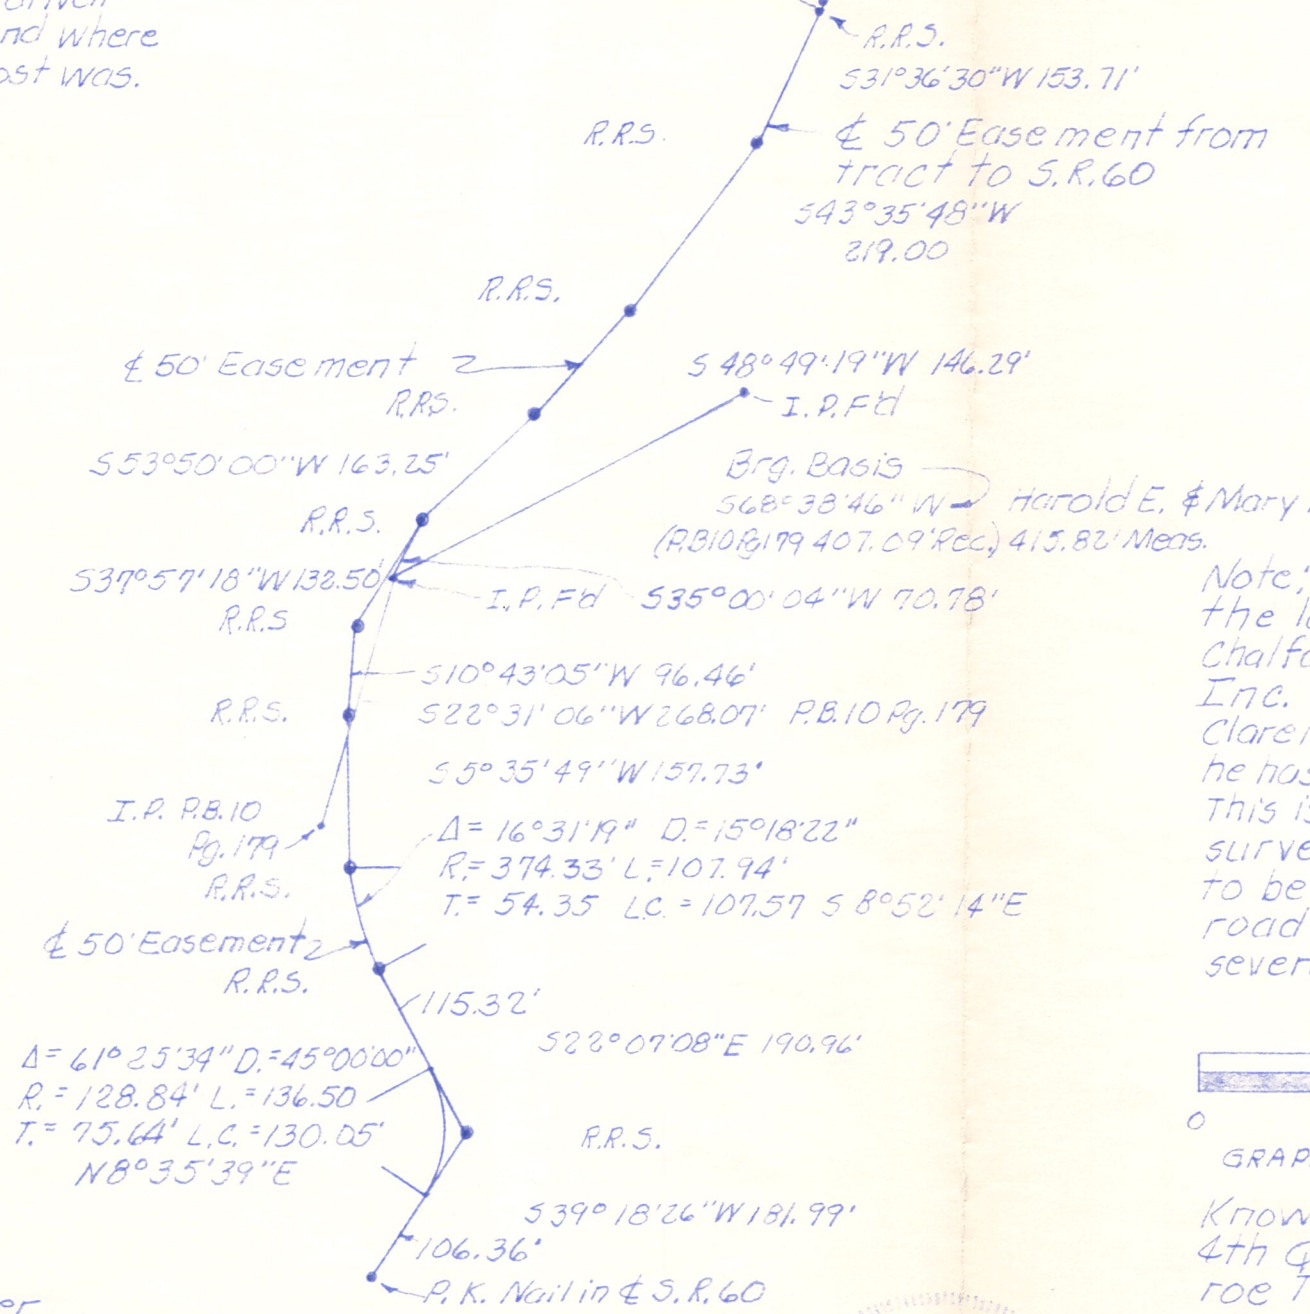 nd where
ost was.
R.R.S.
S31°36'30"W 153.71'
R.R.S.
℄ 50' Easement from
tract to S.R.60
S43°35'48"W
219.00
R.R.S.
℄ 50' Easement
S 48°49'19"W 146.29'
R.R.S.
I.P.F'd
S53°50'00"W 163.25'
Brg. Basis
S68°38'46"W Harold E. & Mary
R.R.S.
(P.B.10 Pg.179 407.09' Rec.) 415.82' Meas.
S37°57'18"W 132.50'
I.P.F'd S35°00'04"W 70.78'
R.R.S
S10°43'05"W 96.46'
R.R.S.
S22°31'06"W 268.07' P.B.10 Pg.179
S5°35'49"W 157.73'
I.P. P.B.10
Pg.179
Δ= 16°31'19" D.=15°18'22"
R.= 374.33' L.=107.94'
T.= 54.35 L.C.=107.57 S 8°52'14"E
R.R.S.
℄ 50' Easement
R.R.S.
115.32'
S22°07'08"E 190.96'
Δ= 61°25'34" D.=45°00'00"
R.= 128.84' L.=136.50
T.= 75.64' L.C.=130.05'
N8°35'39"E
R.R.S.
S39°18'26"W 181.99'
106.36'
P.K. Nail in ℄ S.R.60
Note;
the
Chalfa
Inc.
Clare
he has
This is
surve
to be
road
sever
0
GRAP
Know
4th
roe T
or